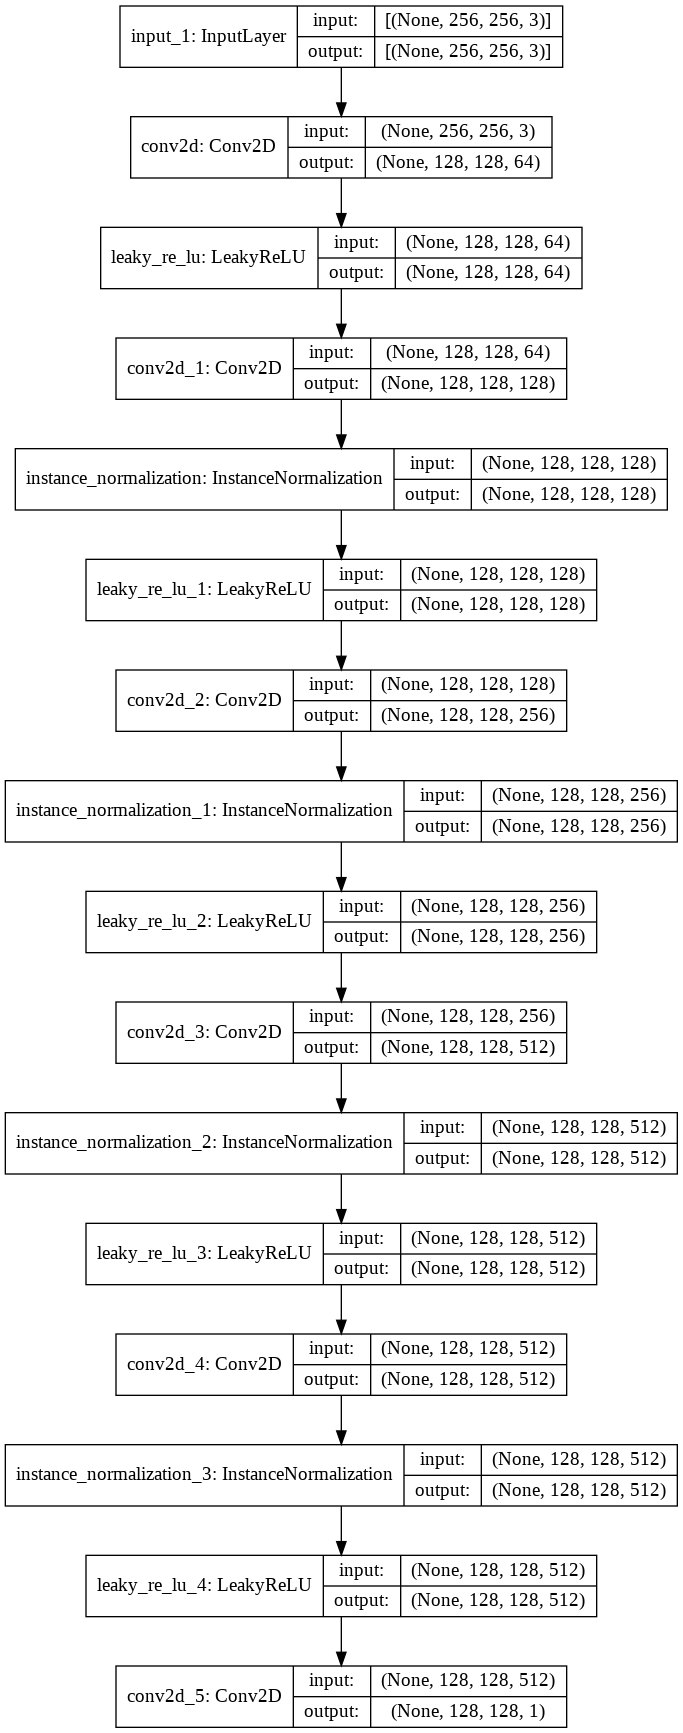 input_1: InputLayer
input: [(None, 256, 256, 3)]
output: [(None, 256, 256, 3)]
conv2d: Conv2D
input: (None, 256, 256, 3)
output: (None, 128, 128, 64)
leaky_re_lu: LeakyReLU
input: (None, 128, 128, 64)
output: (None, 128, 128, 64)
conv2d_1: Conv2D
input: (None, 128, 128, 64)
output: (None, 128, 128, 128)
instance_normalization: InstanceNormalization
input: (None, 128, 128, 128)
output: (None, 128, 128, 128)
leaky_re_lu_1: LeakyReLU
input: (None, 128, 128, 128)
output: (None, 128, 128, 128)
conv2d_2: Conv2D
input: (None, 128, 128, 128)
output: (None, 128, 128, 256)
instance_normalization_1: InstanceNormalization
input: (None, 128, 128, 256)
output: (None, 128, 128, 256)
leaky_re_lu_2: LeakyReLU
input: (None, 128, 128, 256)
output: (None, 128, 128, 256)
conv2d_3: Conv2D
input: (None, 128, 128, 256)
output: (None, 128, 128, 512)
instance_normalization_2: InstanceNormalization
input: (None, 128, 128, 512)
output: (None, 128, 128, 512)
leaky_re_lu_3: LeakyReLU
input: (None, 128, 128, 512)
output: (None, 128, 128, 512)
conv2d_4: Conv2D
input: (None, 128, 128, 512)
output: (None, 128, 128, 512)
instance_normalization_3: InstanceNormalization
input: (None, 128, 128, 512)
output: (None, 128, 128, 512)
leaky_re_lu_4: LeakyReLU
input: (None, 128, 128, 512)
output: (None, 128, 128, 512)
conv2d_5: Conv2D
input: (None, 128, 128, 512)
output: (None, 128, 128, 1)